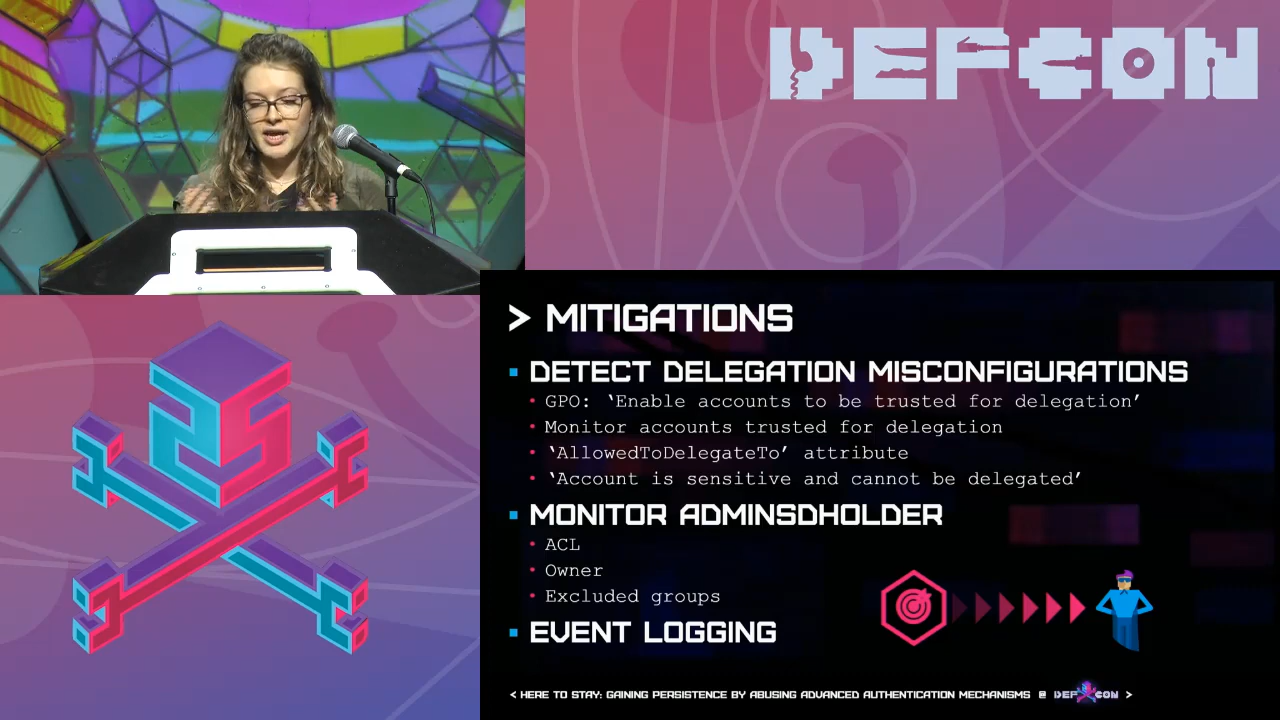 DEFCON
> MITIGATIONS
▪ DETECT DELEGATION MISCONFIGURATIONS
• GPO: ‘Enable accounts to be trusted for delegation’
• Monitor accounts trusted for delegation
• ‘AllowedToDelegateTo’ attribute
• ‘Account is sensitive and cannot be delegated’
▪ MONITOR ADMINSDHOLDER
• ACL
• Owner
• Excluded groups
▪ EVENT LOGGING
< HERE TO STAY: GAINING PERSISTENCE BY ABUSING ADVANCED AUTHENTICATION MECHANISMS @ DEF CON >